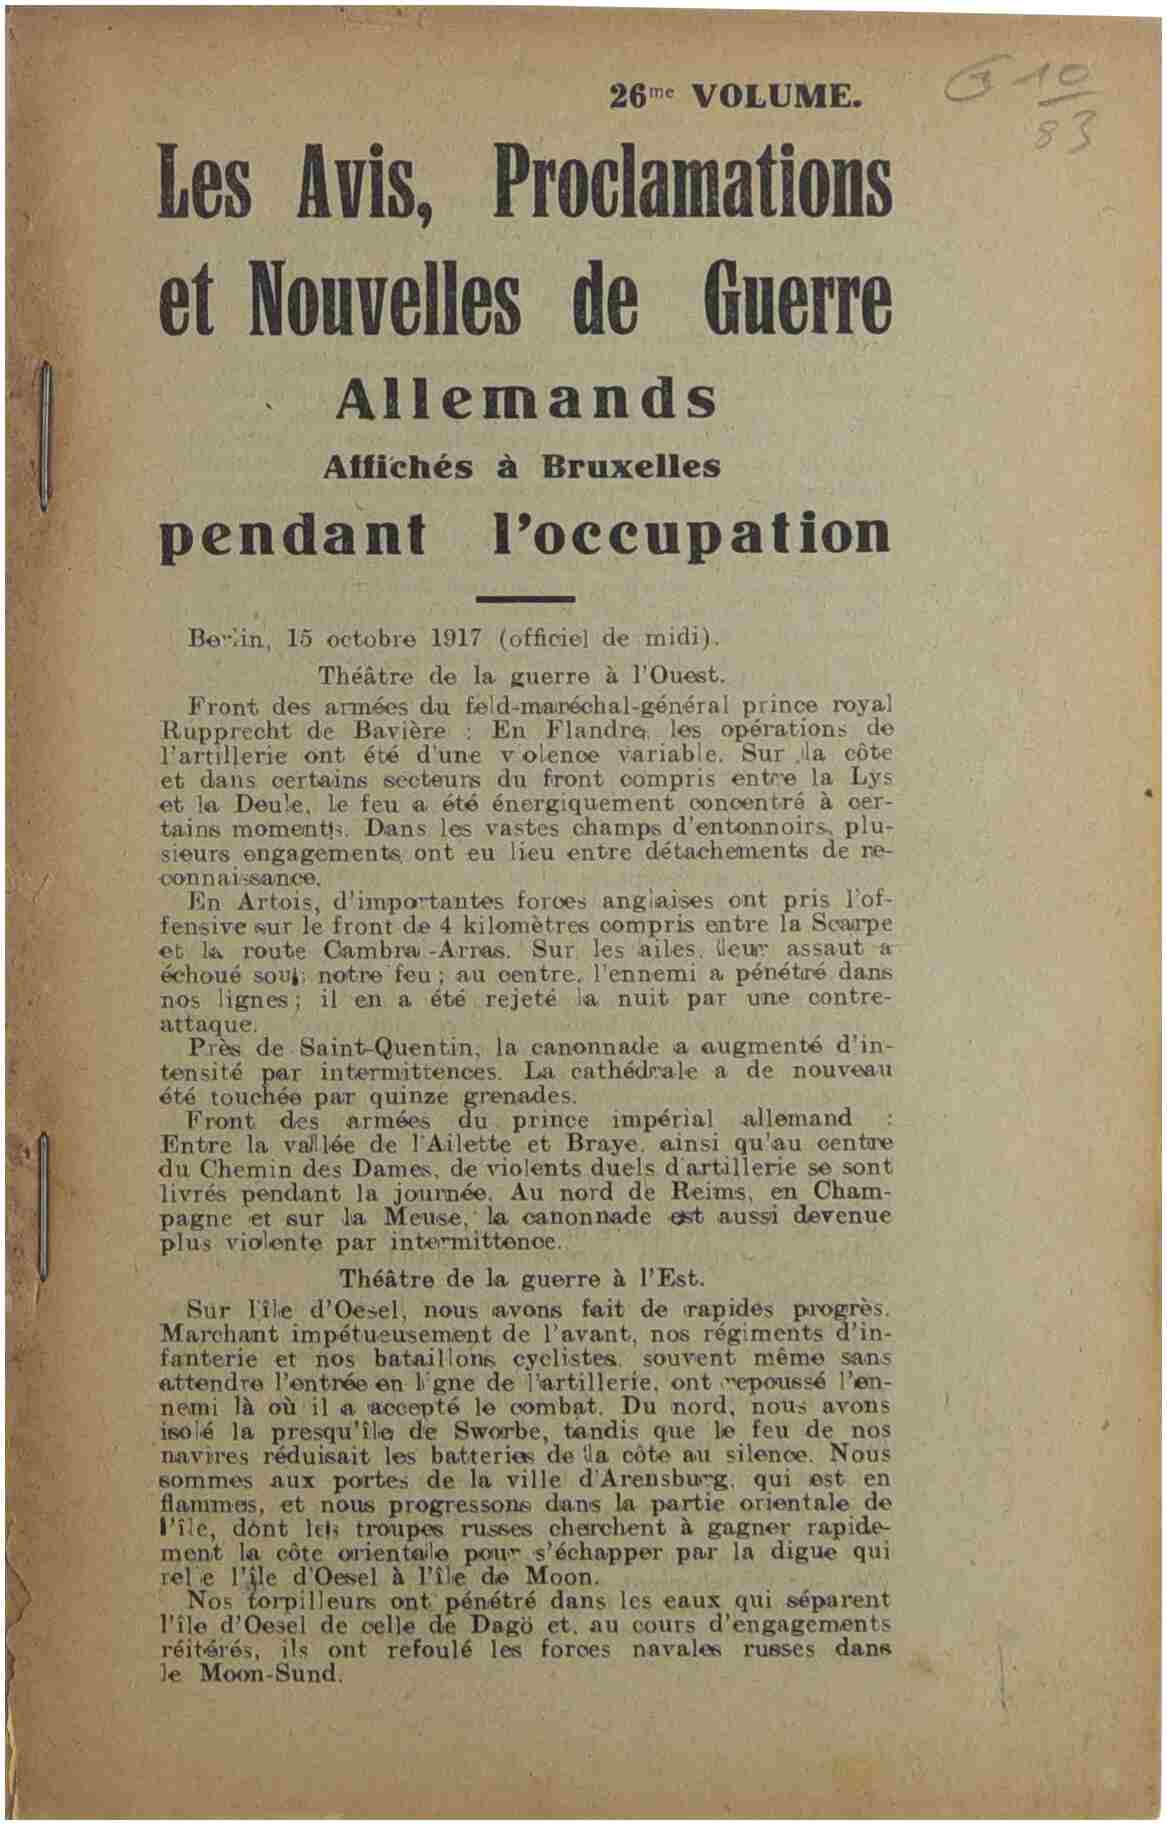 26me VOLUME.
G 10
83
Les Avis, Proclamations
et Nouvelles de Guerre
Allemands
Affichés à Bruxelles
pendant l'occupation
Berlin, 15 octobre 1917 (officiel de midi).
Théâtre de la guerre à l'Ouest.
Front des armées du feld-maréchal-général prince royal
Rupprecht de Bavière : En Flandre, les opérations de
l'artillerie ont été d'une violence variable. Sur la côte
et dans certains secteurs du front compris entre la Lys
et la Deule, le feu a été énergiquement concentré à cer-
tains moments. Dans les vastes champs d'entonnoirs, plu-
sieurs engagements ont eu lieu entre détachements de re-
connaissance.
En Artois, d'importantes forces anglaises ont pris l'of-
fensive sur le front de 4 kilomètres compris entre la Scarpe
et la route Cambrai-Arras. Sur les ailes, leur assaut a
échoué sous notre feu ; au centre, l'ennemi a pénétré dans
nos lignes ; il en a été rejeté la nuit par une contre-
attaque.
Près de Saint-Quentin, la canonnade a augmenté d'in-
tensité par intermittences. La cathédrale a de nouveau
été touchée par quinze grenades.
Front des armées du prince impérial allemand :
Entre la vallée de l'Ailette et Braye, ainsi qu'au centre
du Chemin des Dames, de violents duels d'artillerie se sont
livrés pendant la journée. Au nord de Reims, en Cham-
pagne et sur la Meuse, la canonnade est aussi devenue
plus violente par intermittence.
Théâtre de la guerre à l'Est.
Sur l'île d'Oesel, nous avons fait de rapides progrès.
Marchant impétueusement de l'avant, nos régiments d'in-
fanterie et nos bataillons cyclistes, souvent même sans
attendre l'entrée en ligne de l'artillerie, ont repoussé l'en-
nemi là où il a accepté le combat. Du nord, nous avons
isolé la presqu'île de Sworbe, tandis que le feu de nos
navires réduisait les batteries de la côte au silence. Nous
sommes aux portes de la ville d'Arensburg, qui est en
flammes, et nous progressons dans la partie orientale de
l'île, dont les troupes russes cherchent à gagner rapide-
ment la côte orientale pour s'échapper par la digue qui
relie l'île d'Oesel à l'île de Moon.
Nos torpilleurs ont pénétré dans les eaux qui séparent
l'île d'Oesel de celle de Dagö et, au cours d'engagements
réitérés, ils ont refoulé les forces navales russes dans
le Moon-Sund.